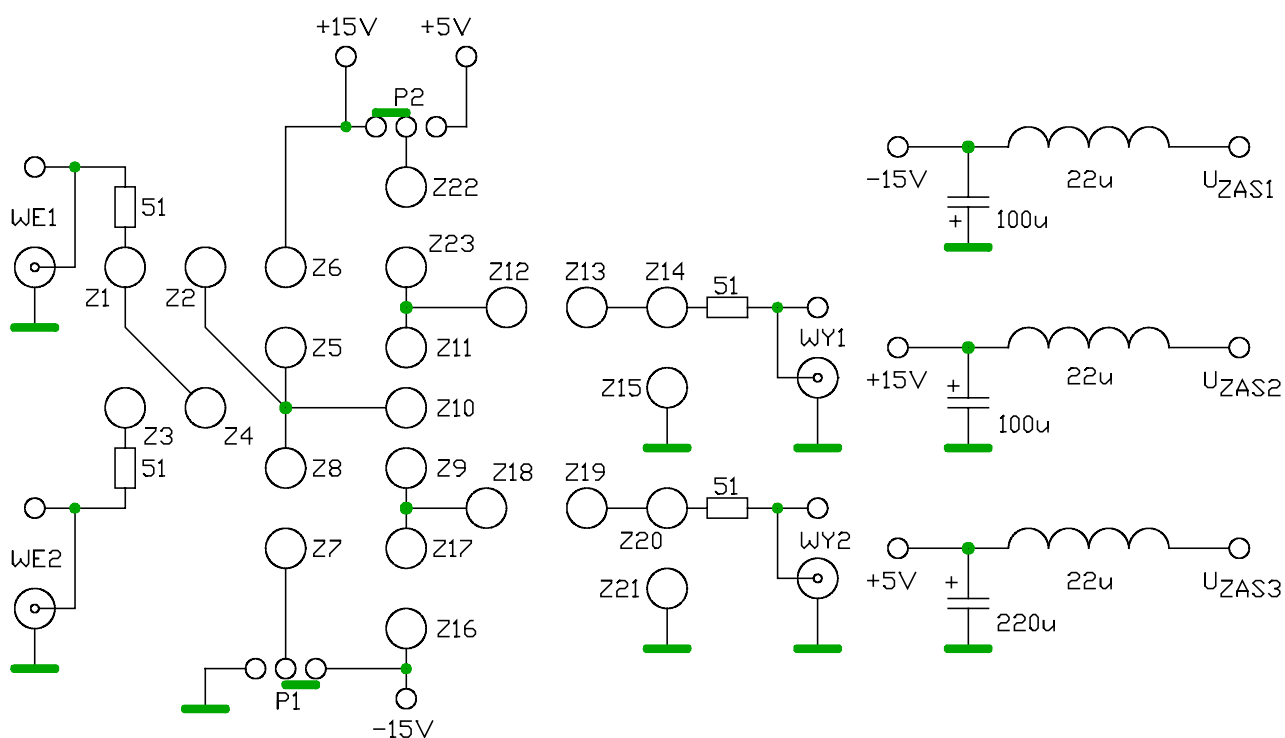 +15V
+5V
P2
WE1
51
Z22
Z1
Z2
Z6
Z23
Z12
Z13
Z14
51
WY1
Z5
Z11
Z15
Z3
Z4
51
Z10
Z8
Z9
Z18
Z19
51
WE2
Z7
Z17
Z20
WY2
Z21
Z16
P1
-15V
-15V
100u
22u
UZAS1
+
+15V
100u
22u
UZAS2
+
+5V
220u
22u
UZAS3
+